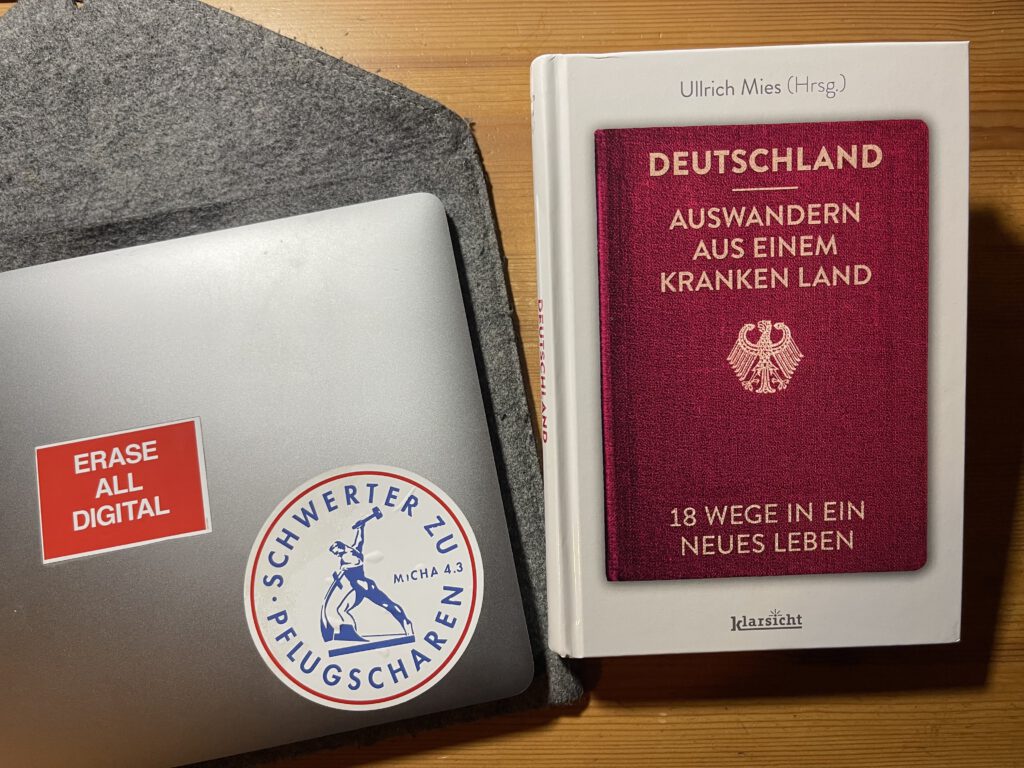 ERASE
ALL
DIGITAL
· SCHWERTER ZU
PFLUGSCHAREN
MICHA 4.3
DEUTSCHLAND
Ullrich Mies (Hrsg.)
DEUTSCHLAND
AUSWANDERN
AUS EINEM
KRANKEN LAND
18 WEGE IN EIN
NEUES LEBEN
klarsicht